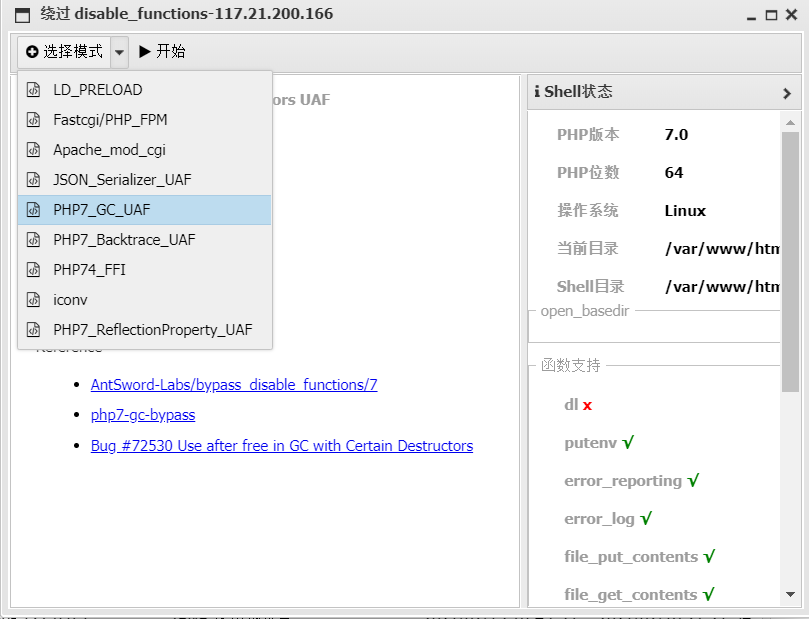 绕过 disable_functions-117.21.200.166
选择模式 开始
LD_PRELOAD
Fastcgi/PHP_FPM
Apache_mod_cgi
JSON_Serializer_UAF
PHP7_GC_UAF
PHP7_Backtrace_UAF
PHP74_FFI
iconv
PHP7_ReflectionProperty_UAF
ors UAF
Reference
AntSword-Labs/bypass_disable_functions/7
php7-gc-bypass
Bug #72530 Use after free in GC with Certain Destructors
Shell状态
PHP版本 7.0
PHP位数 64
操作系统 Linux
当前目录 /var/www/htm
Shell目录 /var/www/htm
open_basedir
函数支持
dl x
putenv √
error_reporting √
error_log √
file_put_contents √
file_get_contents √